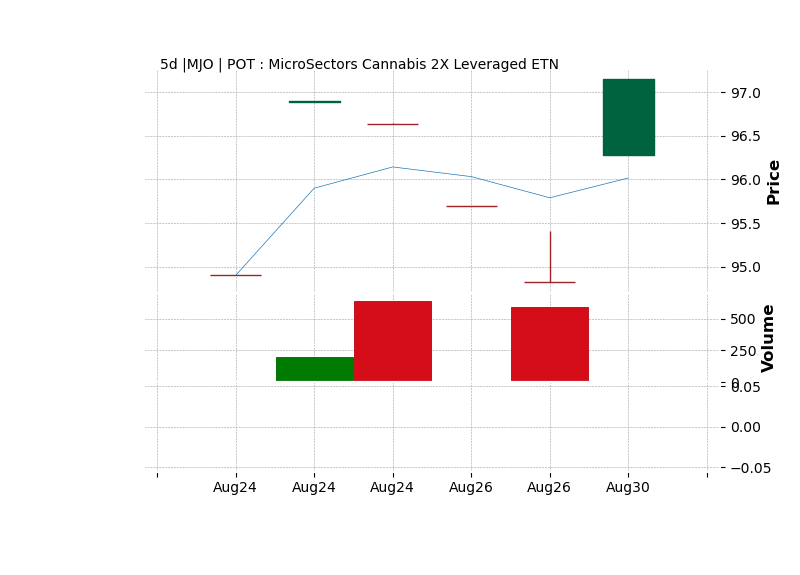 5d |MJO | POT : MicroSectors Cannabis 2X Leveraged ETN
97.0
96.5
96.0
95.5
95.0
Price
500
250
0
Volume
0.05
0.00
−0.05
Aug24 Aug24 Aug24 Aug26 Aug26 Aug30